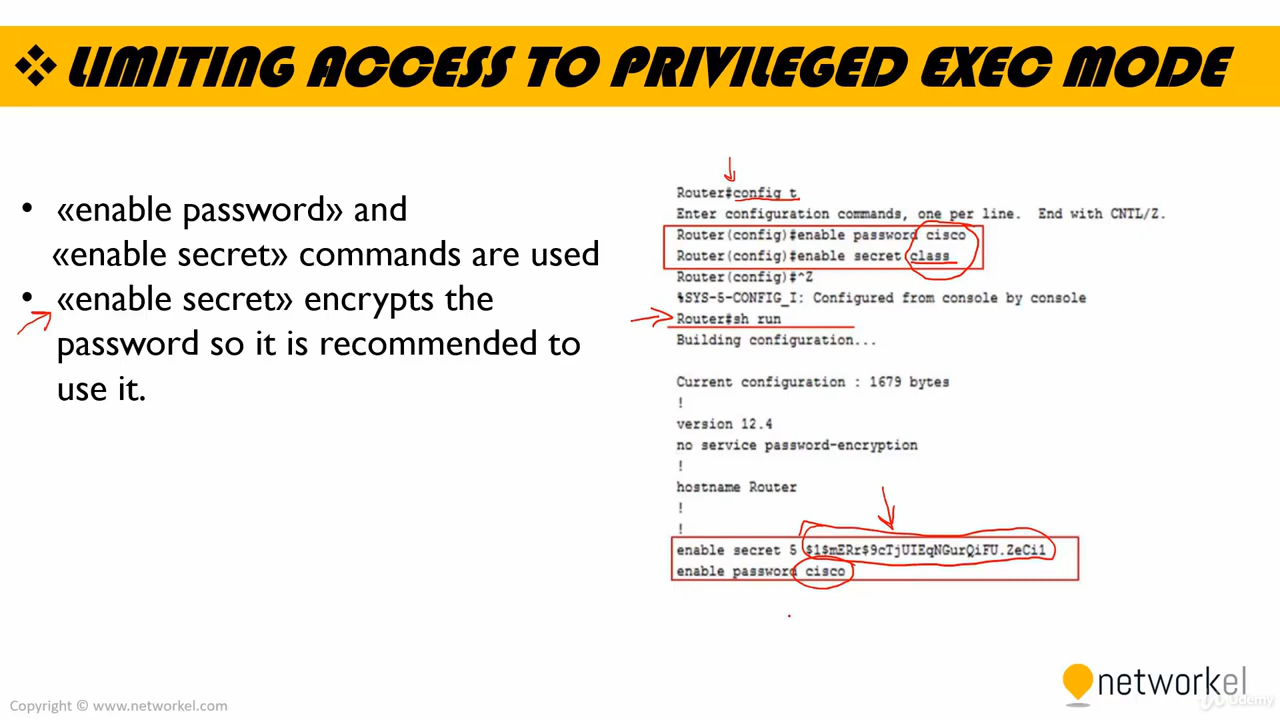 LIMITING ACCESS TO PRIVILEGED EXEC MODE
• «enable password» and
«enable secret» commands are used
• «enable secret» encrypts the
password so it is recommended to
use it.
Router#config t
Enter configuration commands, one per line. End with CNTL/Z.
Router(config)#enable password cisco
Router(config)#enable secret class
Router(config)#^Z
%SYS-5-CONFIG_I: Configured from console by console
Router#sh run
Building configuration...
Current configuration : 1679 bytes
!
version 12.4
no service password-encryption
!
hostname Router
!
!
enable secret 5 $1$mERr$9cTjUIEqNGurQiFU.ZeCi1
enable password cisco
networkel
Udemy
Copyright © www.networkel.com